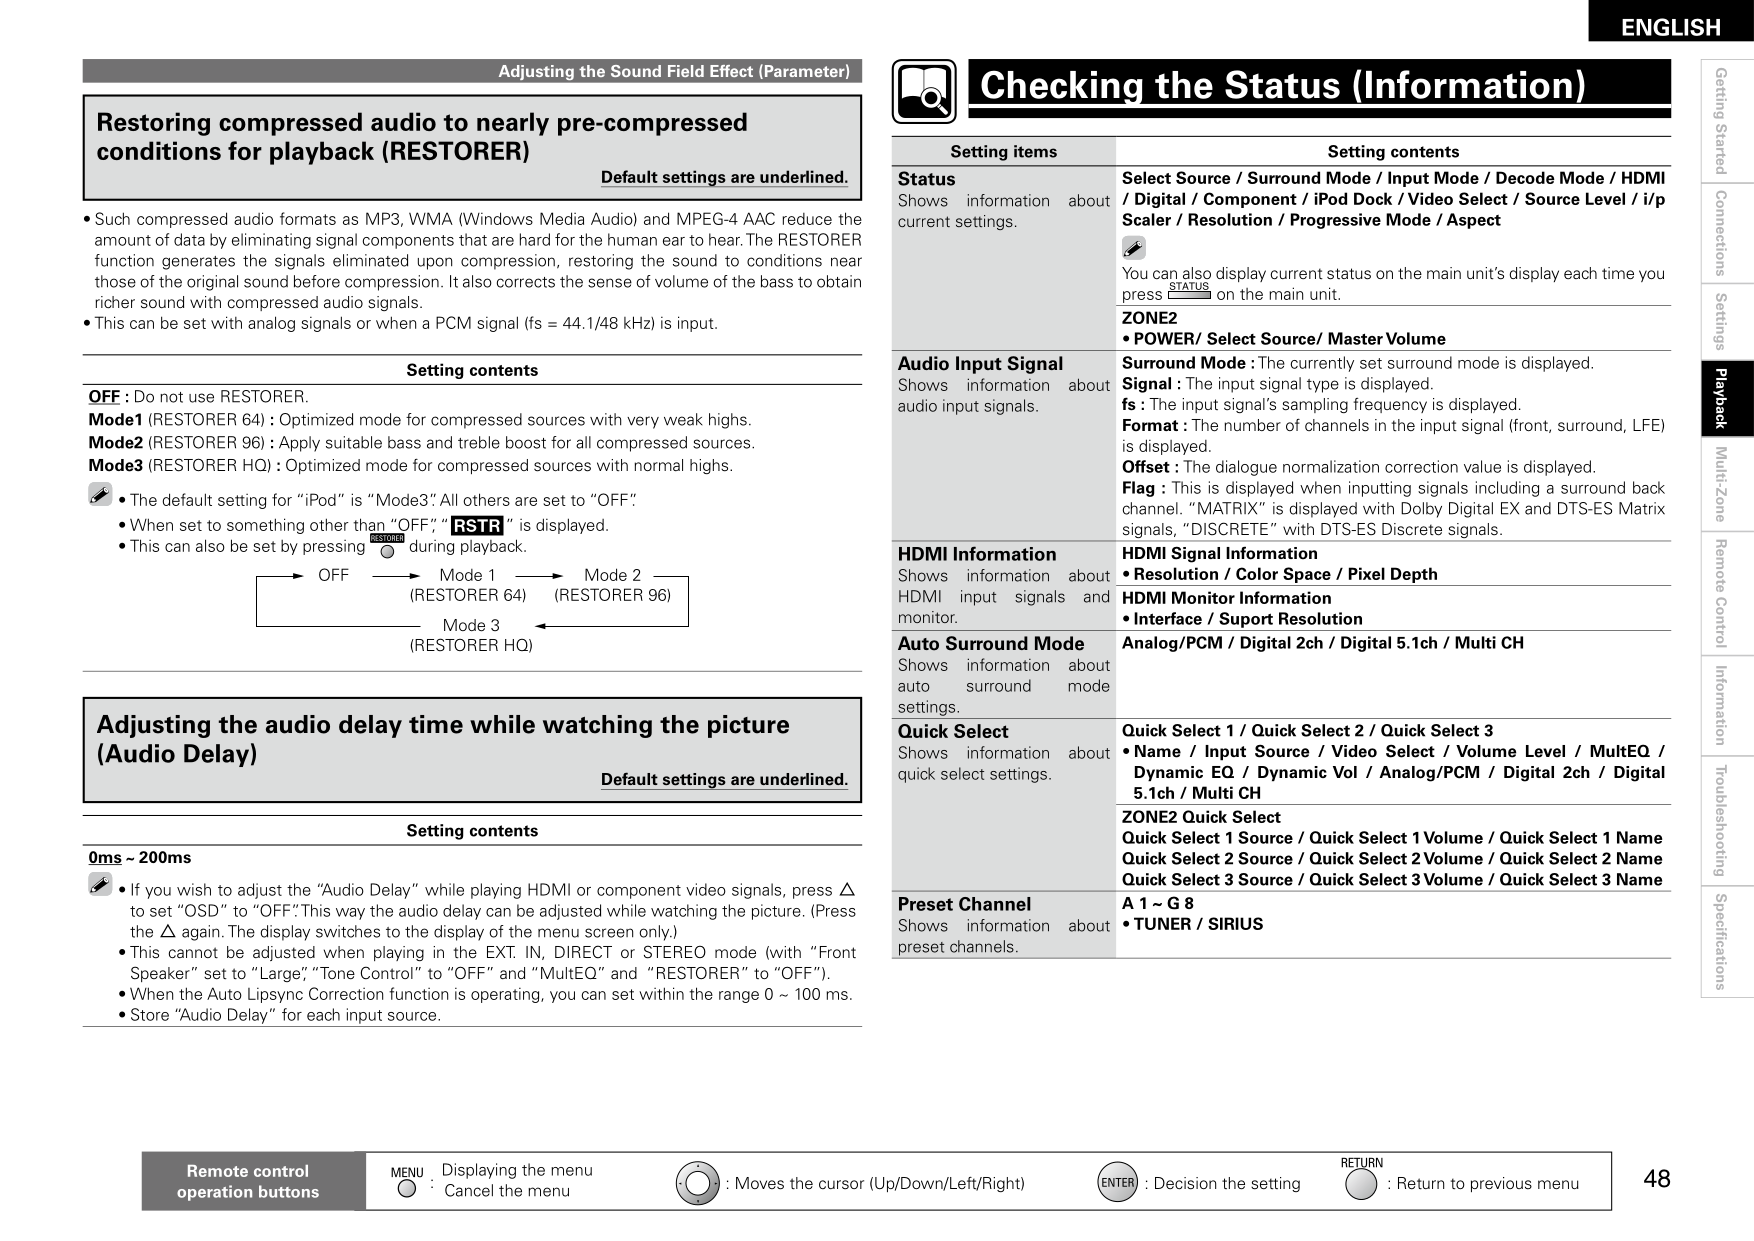 ENGLISH
Adjusting the Sound Field Effect (Parameter)
Restoring compressed audio to nearly pre-compressed
conditions for playback (RESTORER)
Default settings are underlined.
• Such compressed audio formats as MP3, WMA (Windows Media Audio) and MPEG-4 AAC reduce the
amount of data by eliminating signal components that are hard for the human ear to hear. The RESTORER
function generates the signals eliminated upon compression, restoring the sound to conditions near
those of the original sound before compression. It also corrects the sense of volume of the bass to obtain
richer sound with compressed audio signals.
• This can be set with analog signals or when a PCM signal (fs = 44.1/48 kHz) is input.
Setting contents
OFF : Do not use RESTORER.
Mode1 (RESTORER 64) : Optimized mode for compressed sources with very weak highs.
Mode2 (RESTORER 96) : Apply suitable bass and treble boost for all compressed sources.
Mode3 (RESTORER HQ) : Optimized mode for compressed sources with normal highs.
• The default setting for “iPod” is “Mode3”. All others are set to “OFF”.
• When set to something other than “OFF”, “ RSTR ” is displayed.
• This can also be set by pressing RESTORER during playback.
OFF Mode 1 Mode 2
(RESTORER 64) (RESTORER 96)
Mode 3
(RESTORER HQ)
Adjusting the audio delay time while watching the picture
(Audio Delay)
Default settings are underlined.
Setting contents
0ms ~ 200ms
• If you wish to adjust the “Audio Delay” while playing HDMI or component video signals, press △
to set “OSD” to “OFF”. This way the audio delay can be adjusted while watching the picture. (Press
the △ again. The display switches to the display of the menu screen only.)
• This cannot be adjusted when playing in the EXT. IN, DIRECT or STEREO mode (with “Front
Speaker” set to “Large”, “Tone Control” to “OFF” and “MultEQ” and “RESTORER” to “OFF”).
• When the Auto Lipsync Correction function is operating, you can set within the range 0 ~ 100 ms.
• Store “Audio Delay” for each input source.
Checking the Status (Information)
Setting items Setting contents
Status
Shows information about
current settings.
Select Source / Surround Mode / Input Mode / Decode Mode / HDMI
/ Digital / Component / iPod Dock / Video Select / Source Level / i/p
Scaler / Resolution / Progressive Mode / Aspect
You can also display current status on the main unit’s display each time you
press STATUS on the main unit.
ZONE2
• POWER/ Select Source/ Master Volume
Audio Input Signal
Shows information about
audio input signals.
Surround Mode : The currently set surround mode is displayed.
Signal : The input signal type is displayed.
fs : The input signal’s sampling frequency is displayed.
Format : The number of channels in the input signal (front, surround, LFE)
is displayed.
Offset : The dialogue normalization correction value is displayed.
Flag : This is displayed when inputting signals including a surround back
channel. “MATRIX” is displayed with Dolby Digital EX and DTS-ES Matrix
signals, “DISCRETE” with DTS-ES Discrete signals.
HDMI Information
Shows information about
HDMI input signals and
monitor.
HDMI Signal Information
• Resolution / Color Space / Pixel Depth
HDMI Monitor Information
• Interface / Suport Resolution
Auto Surround Mode
Shows information about
auto surround mode
settings.
Analog/PCM / Digital 2ch / Digital 5.1ch / Multi CH
Quick Select
Shows information about
quick select settings.
Quick Select 1 / Quick Select 2 / Quick Select 3
• Name / Input Source / Video Select / Volume Level / MultEQ /
Dynamic EQ / Dynamic Vol / Analog/PCM / Digital 2ch / Digital
5.1ch / Multi CH
ZONE2 Quick Select
Quick Select 1 Source / Quick Select 1 Volume / Quick Select 1 Name
Quick Select 2 Source / Quick Select 2 Volume / Quick Select 2 Name
Quick Select 3 Source / Quick Select 3 Volume / Quick Select 3 Name
Preset Channel
Shows information about
preset channels.
A 1 ~ G 8
• TUNER / SIRIUS
Getting Started
Connections
Settings
Playback
Multi-Zone
Remote Control
Information
Troubleshooting
Specifications
Remote control
operation buttons
MENU : Displaying the menu
Cancel the menu
: Moves the cursor (Up/Down/Left/Right)
ENTER : Decision the setting
RETURN : Return to previous menu
48